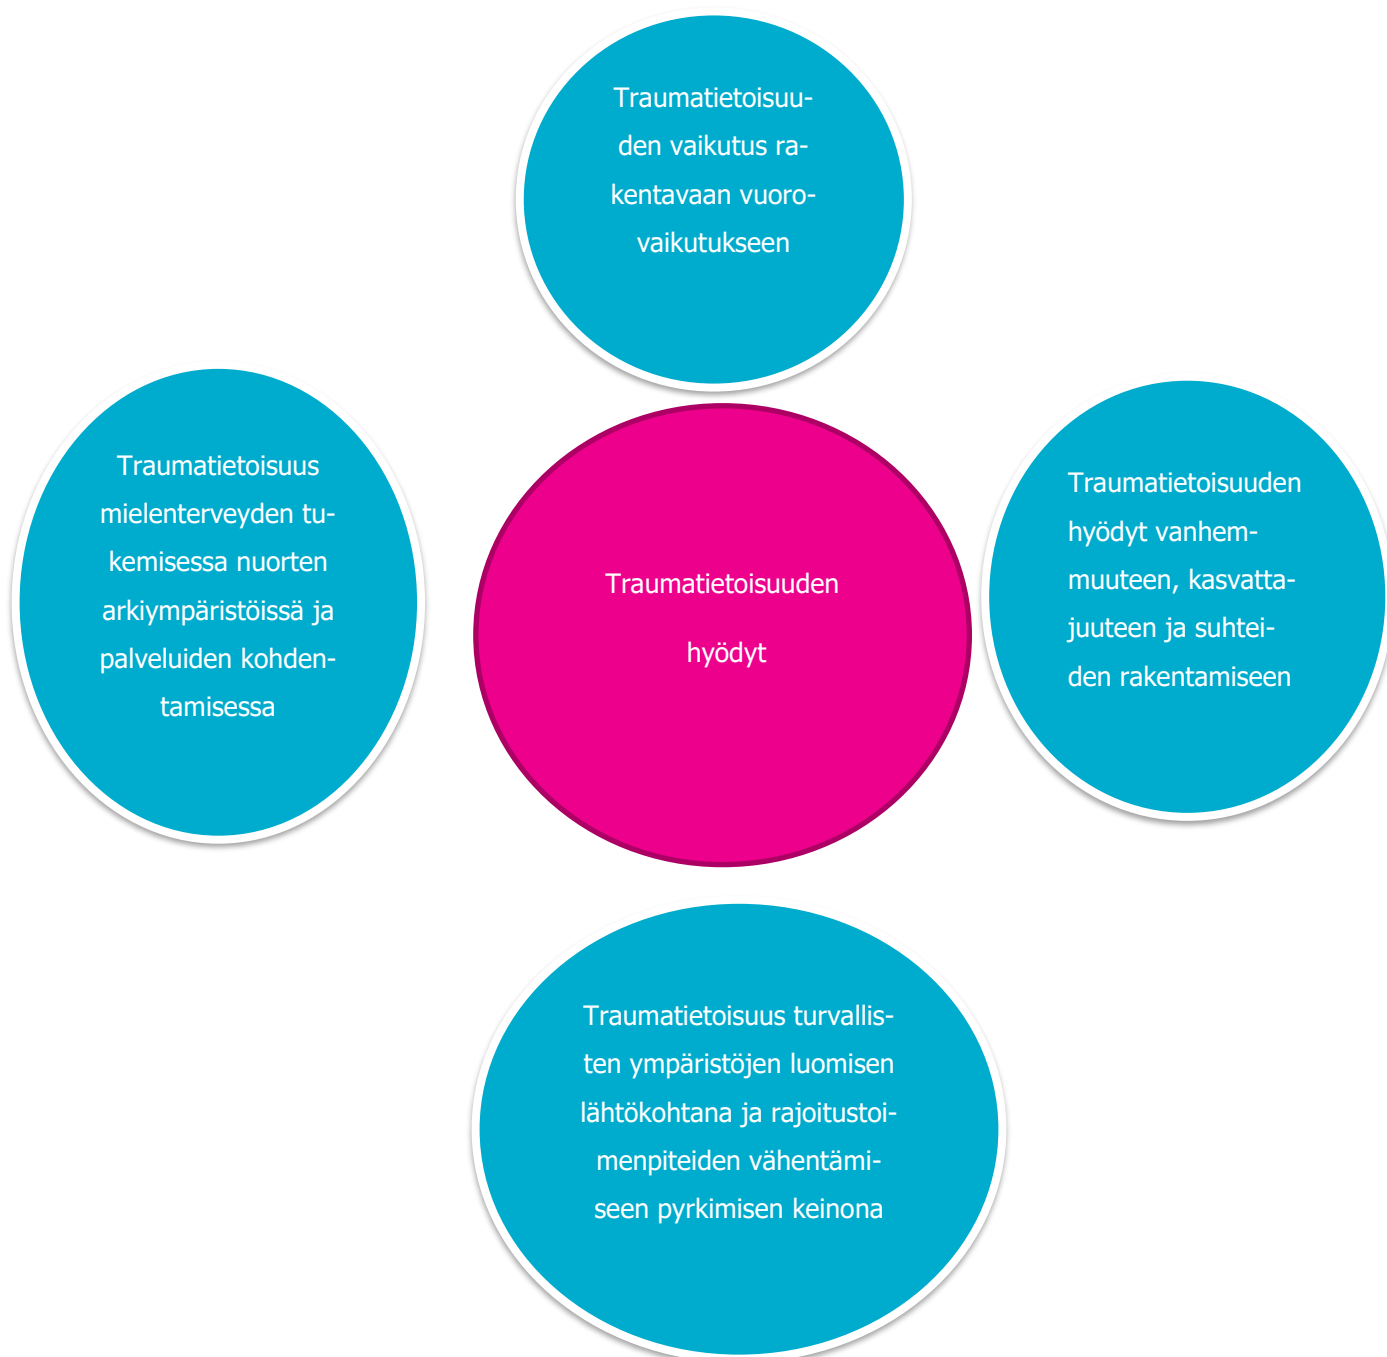 Traumatietoisuu-
den vaikutus ra-
kentavaan vuoro-
vaikutukseen
Traumatietoisuus
mielenterveyden tu-
kemisessa nuorten
arkiympäristöissä ja
palveluiden kohden-
tamisessa
Traumatietoisuuden
hyödyt
Traumatietoisuuden
hyödyt vanhem-
muuteen, kasvatta-
juuteen ja suhtei-
den rakentamiseen
Traumatietoisuus turvallis-
ten ympäristöjen luomisen
lähtökohtana ja rajoitustoi-
menpiteiden vähentämi-
seen pyrkimisen keinona